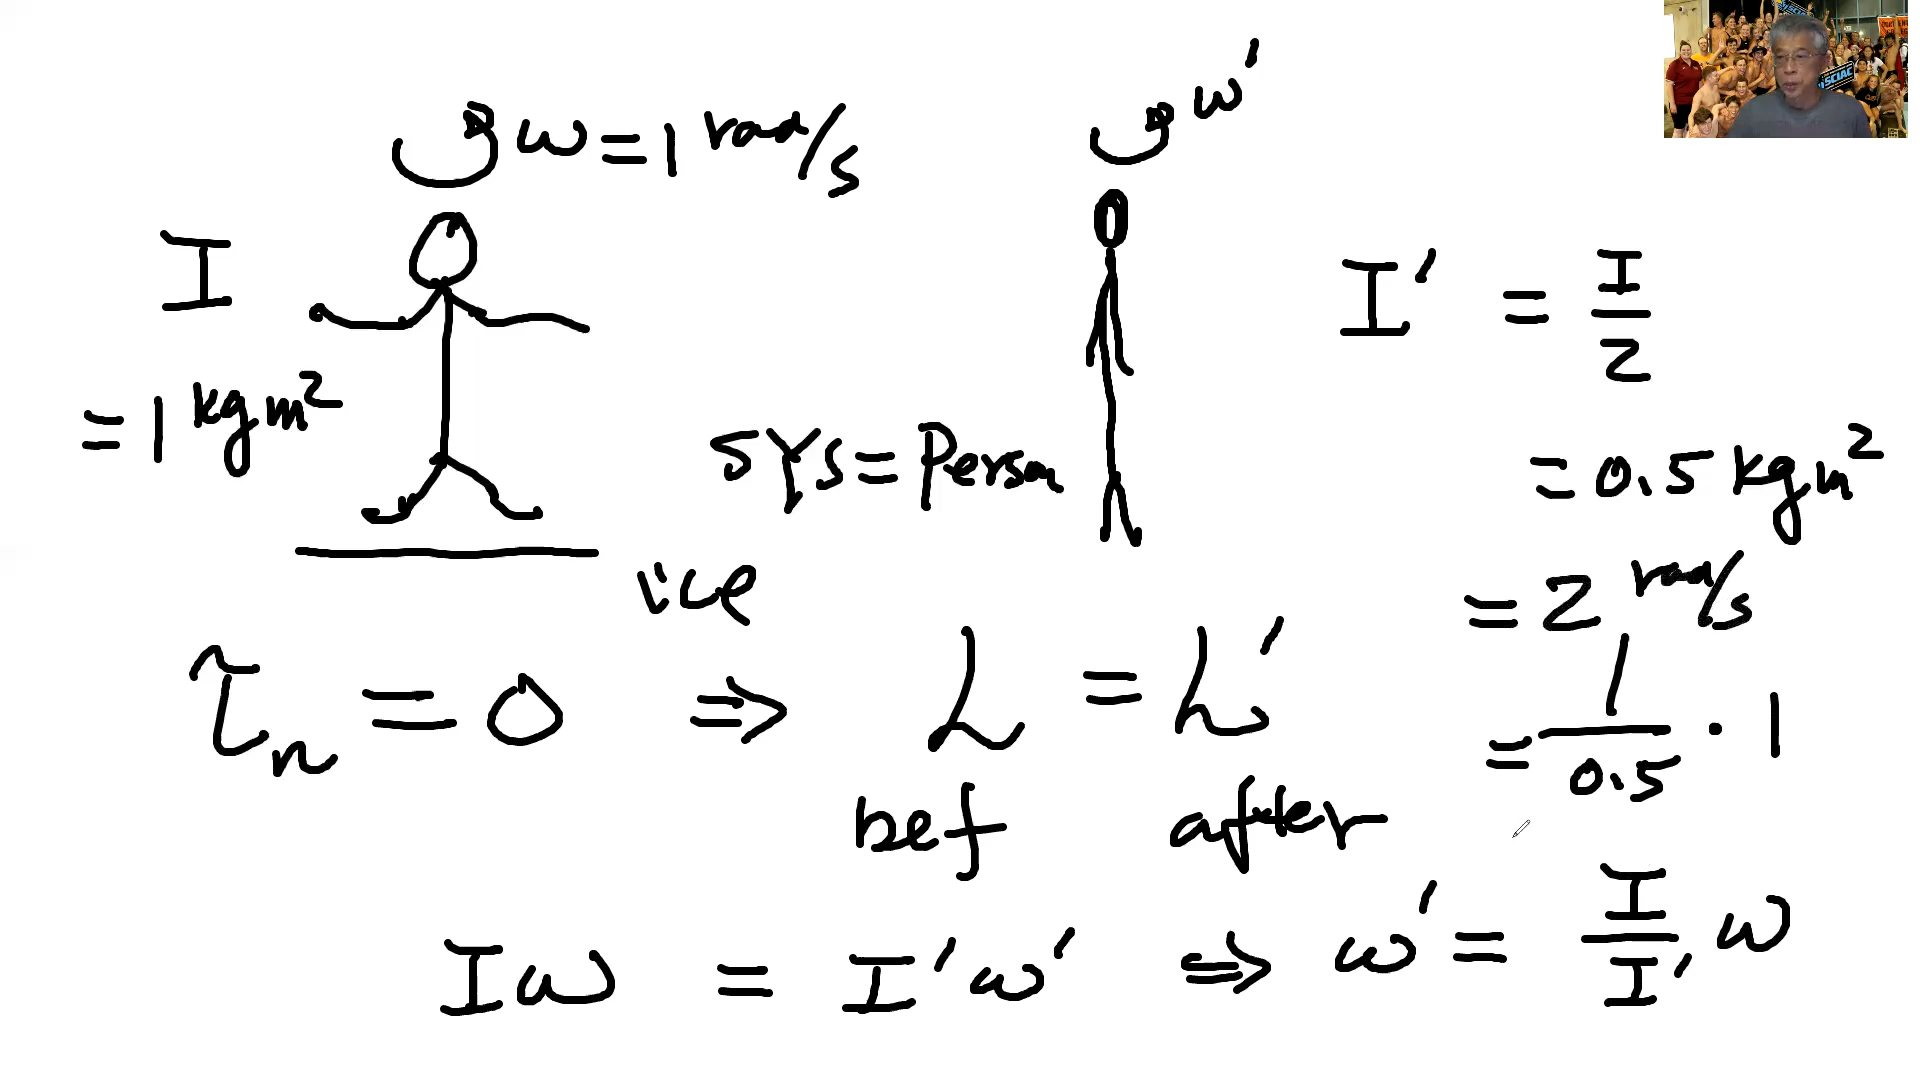 ω = 1 rad/s
ω'
I
= 1 kgm²
I' = I/2
= 0.5 kgm²
SYS = Person
ice
τn = 0 ⇒ L = L'
bef after
= 2 rad/s
= 1/0.5 · 1
Iω = I'ω' ⇒ ω' = I/I' ω
SCIAC